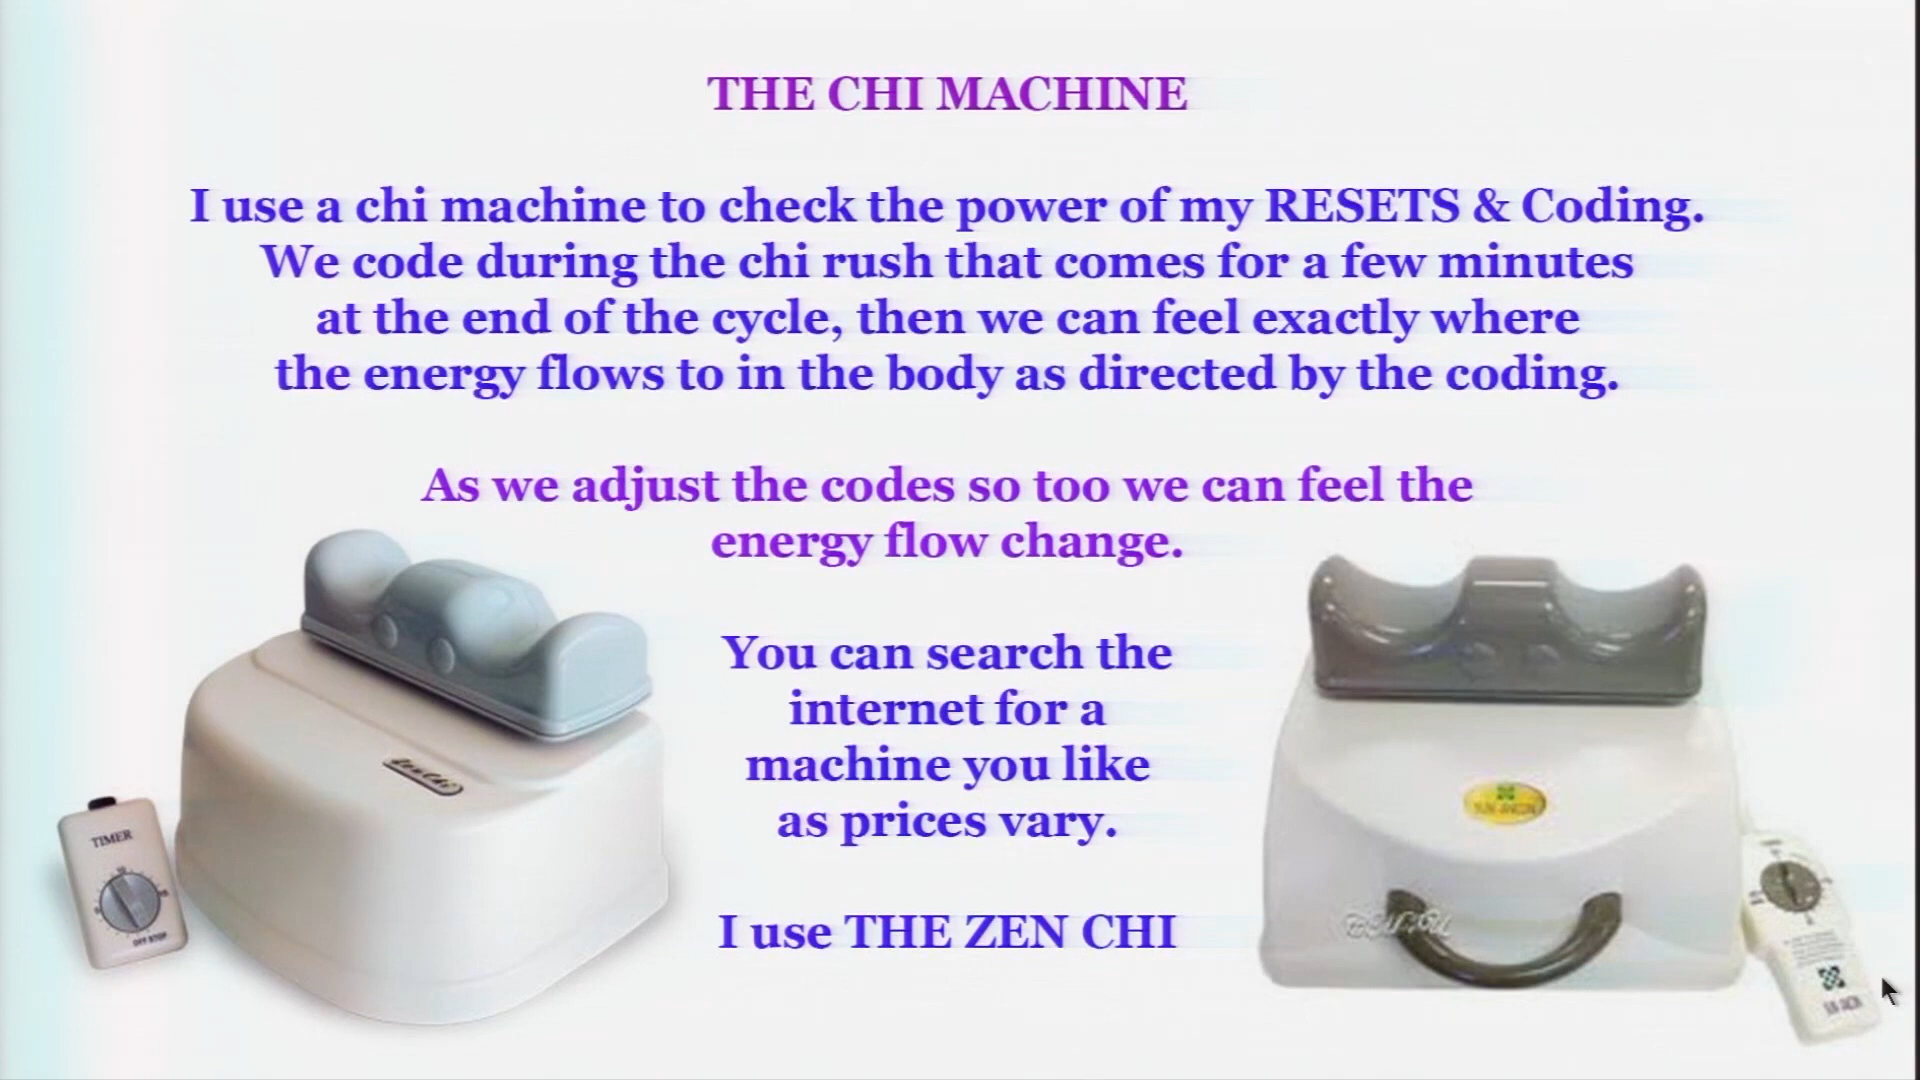 THE CHI MACHINE
I use a chi machine to check the power of my RESETS & Coding.
We code during the chi rush that comes for a few minutes
at the end of the cycle, then we can feel exactly where
the energy flows to in the body as directed by the coding.
As we adjust the codes so too we can feel the
energy flow change.
You can search the
internet for a
machine you like
as prices vary.
I use THE ZEN CHI
ZenChi
TIMER
OFF STOP